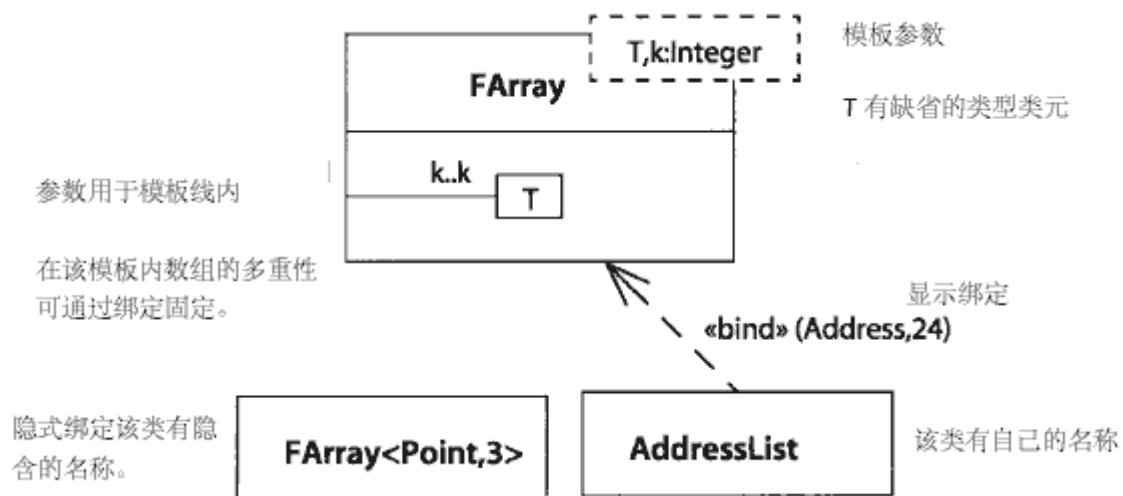 T,k:Integer
模板参数
FArray
T 有缺省的类型类元
k..k
T
参数用于模板线内
在该模板内数组的多重性
可通过绑定固定。
显示绑定
«bind» (Address,24)
隐式绑定该类有隐
含的名称。
FArray<Point,3>
AddressList
该类有自己的名称